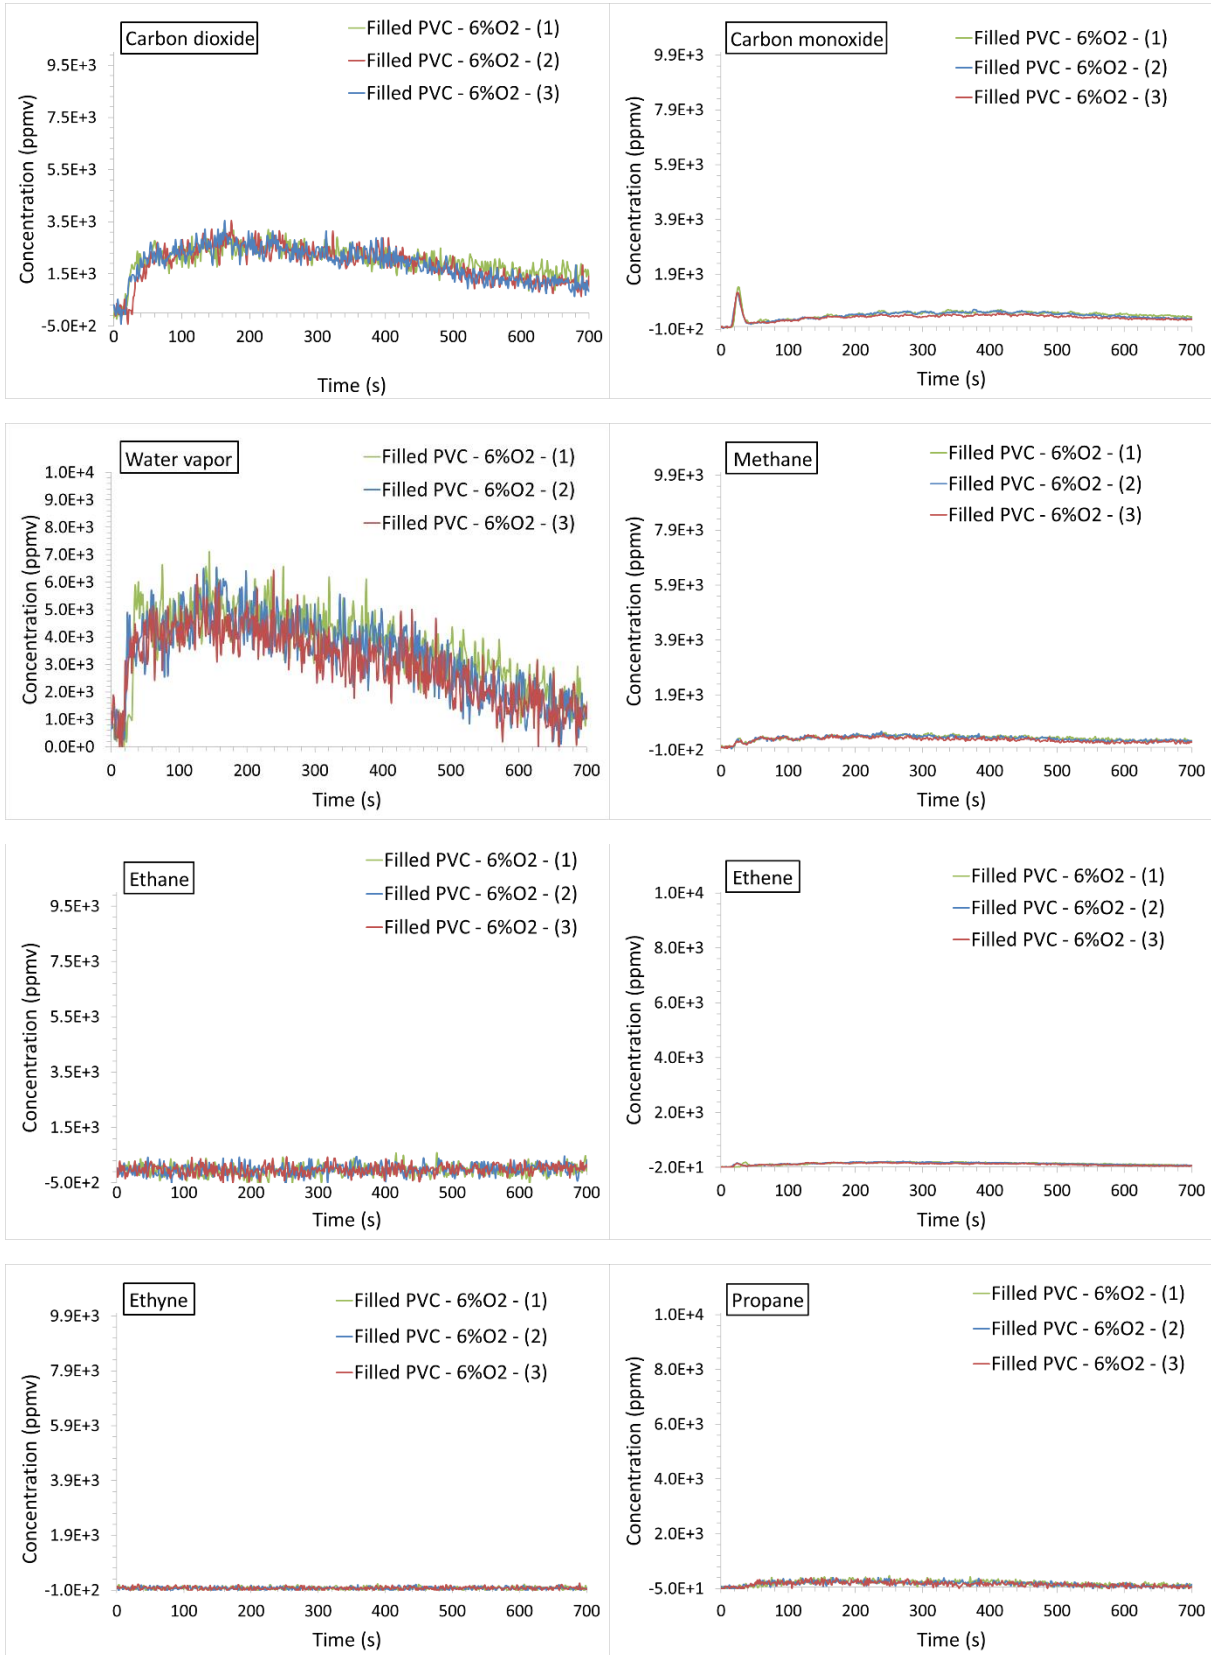 Carbon dioxide
Filled PVC - 6%O2 - (1)
Filled PVC - 6%O2 - (2)
Filled PVC - 6%O2 - (3)
Concentration (ppmv)
9.5E+3
7.5E+3
5.5E+3
3.5E+3
1.5E+3
-5.0E+2
0 100 200 300 400 500 600 700
Time (s)
Carbon monoxide
Filled PVC - 6%O2 - (1)
Filled PVC - 6%O2 - (2)
Filled PVC - 6%O2 - (3)
Concentration (ppmv)
9.9E+3
7.9E+3
5.9E+3
3.9E+3
1.9E+3
-1.0E+2
0 100 200 300 400 500 600 700
Time (s)
Water vapor
Filled PVC - 6%O2 - (1)
Filled PVC - 6%O2 - (2)
Filled PVC - 6%O2 - (3)
Concentration (ppmv)
1.0E+4
9.0E+3
8.0E+3
7.0E+3
6.0E+3
5.0E+3
4.0E+3
3.0E+3
2.0E+3
1.0E+3
0.0E+0
0 100 200 300 400 500 600 700
Time (s)
Methane
Filled PVC - 6%O2 - (1)
Filled PVC - 6%O2 - (2)
Filled PVC - 6%O2 - (3)
Concentration (ppmv)
9.9E+3
7.9E+3
5.9E+3
3.9E+3
1.9E+3
-1.0E+2
0 100 200 300 400 500 600 700
Time (s)
Ethane
Filled PVC - 6%O2 - (1)
Filled PVC - 6%O2 - (2)
Filled PVC - 6%O2 - (3)
Concentration (ppmv)
9.5E+3
7.5E+3
5.5E+3
3.5E+3
1.5E+3
-5.0E+2
0 100 200 300 400 500 600 700
Time (s)
Ethene
Filled PVC - 6%O2 - (1)
Filled PVC - 6%O2 - (2)
Filled PVC - 6%O2 - (3)
Concentration (ppmv)
1.0E+4
8.0E+3
6.0E+3
4.0E+3
2.0E+3
-2.0E+1
0 100 200 300 400 500 600 700
Time (s)
Ethyne
Filled PVC - 6%O2 - (1)
Filled PVC - 6%O2 - (2)
Filled PVC - 6%O2 - (3)
Concentration (ppmv)
9.9E+3
7.9E+3
5.9E+3
3.9E+3
1.9E+3
-1.0E+2
0 100 200 300 400 500 600 700
Time (s)
Propane
Filled PVC - 6%O2 - (1)
Filled PVC - 6%O2 - (2)
Filled PVC - 6%O2 - (3)
Concentration (ppmv)
1.0E+4
8.0E+3
6.0E+3
4.0E+3
2.0E+3
-5.0E+1
0 100 200 300 400 500 600 700
Time (s)